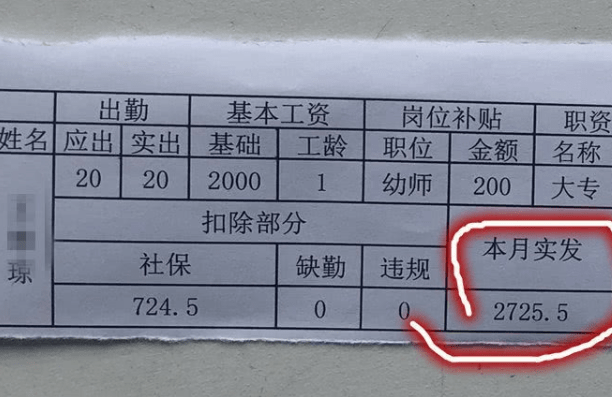 出勤 基本工资 岗位补贴 职资
姓名 应出 实出 基础 工龄 职位 金额 名称
20 20 2000 1 幼师 200 大专
扣除部分 本月实发
琼 社保 缺勤 违规
724.5 0 0 2725.5